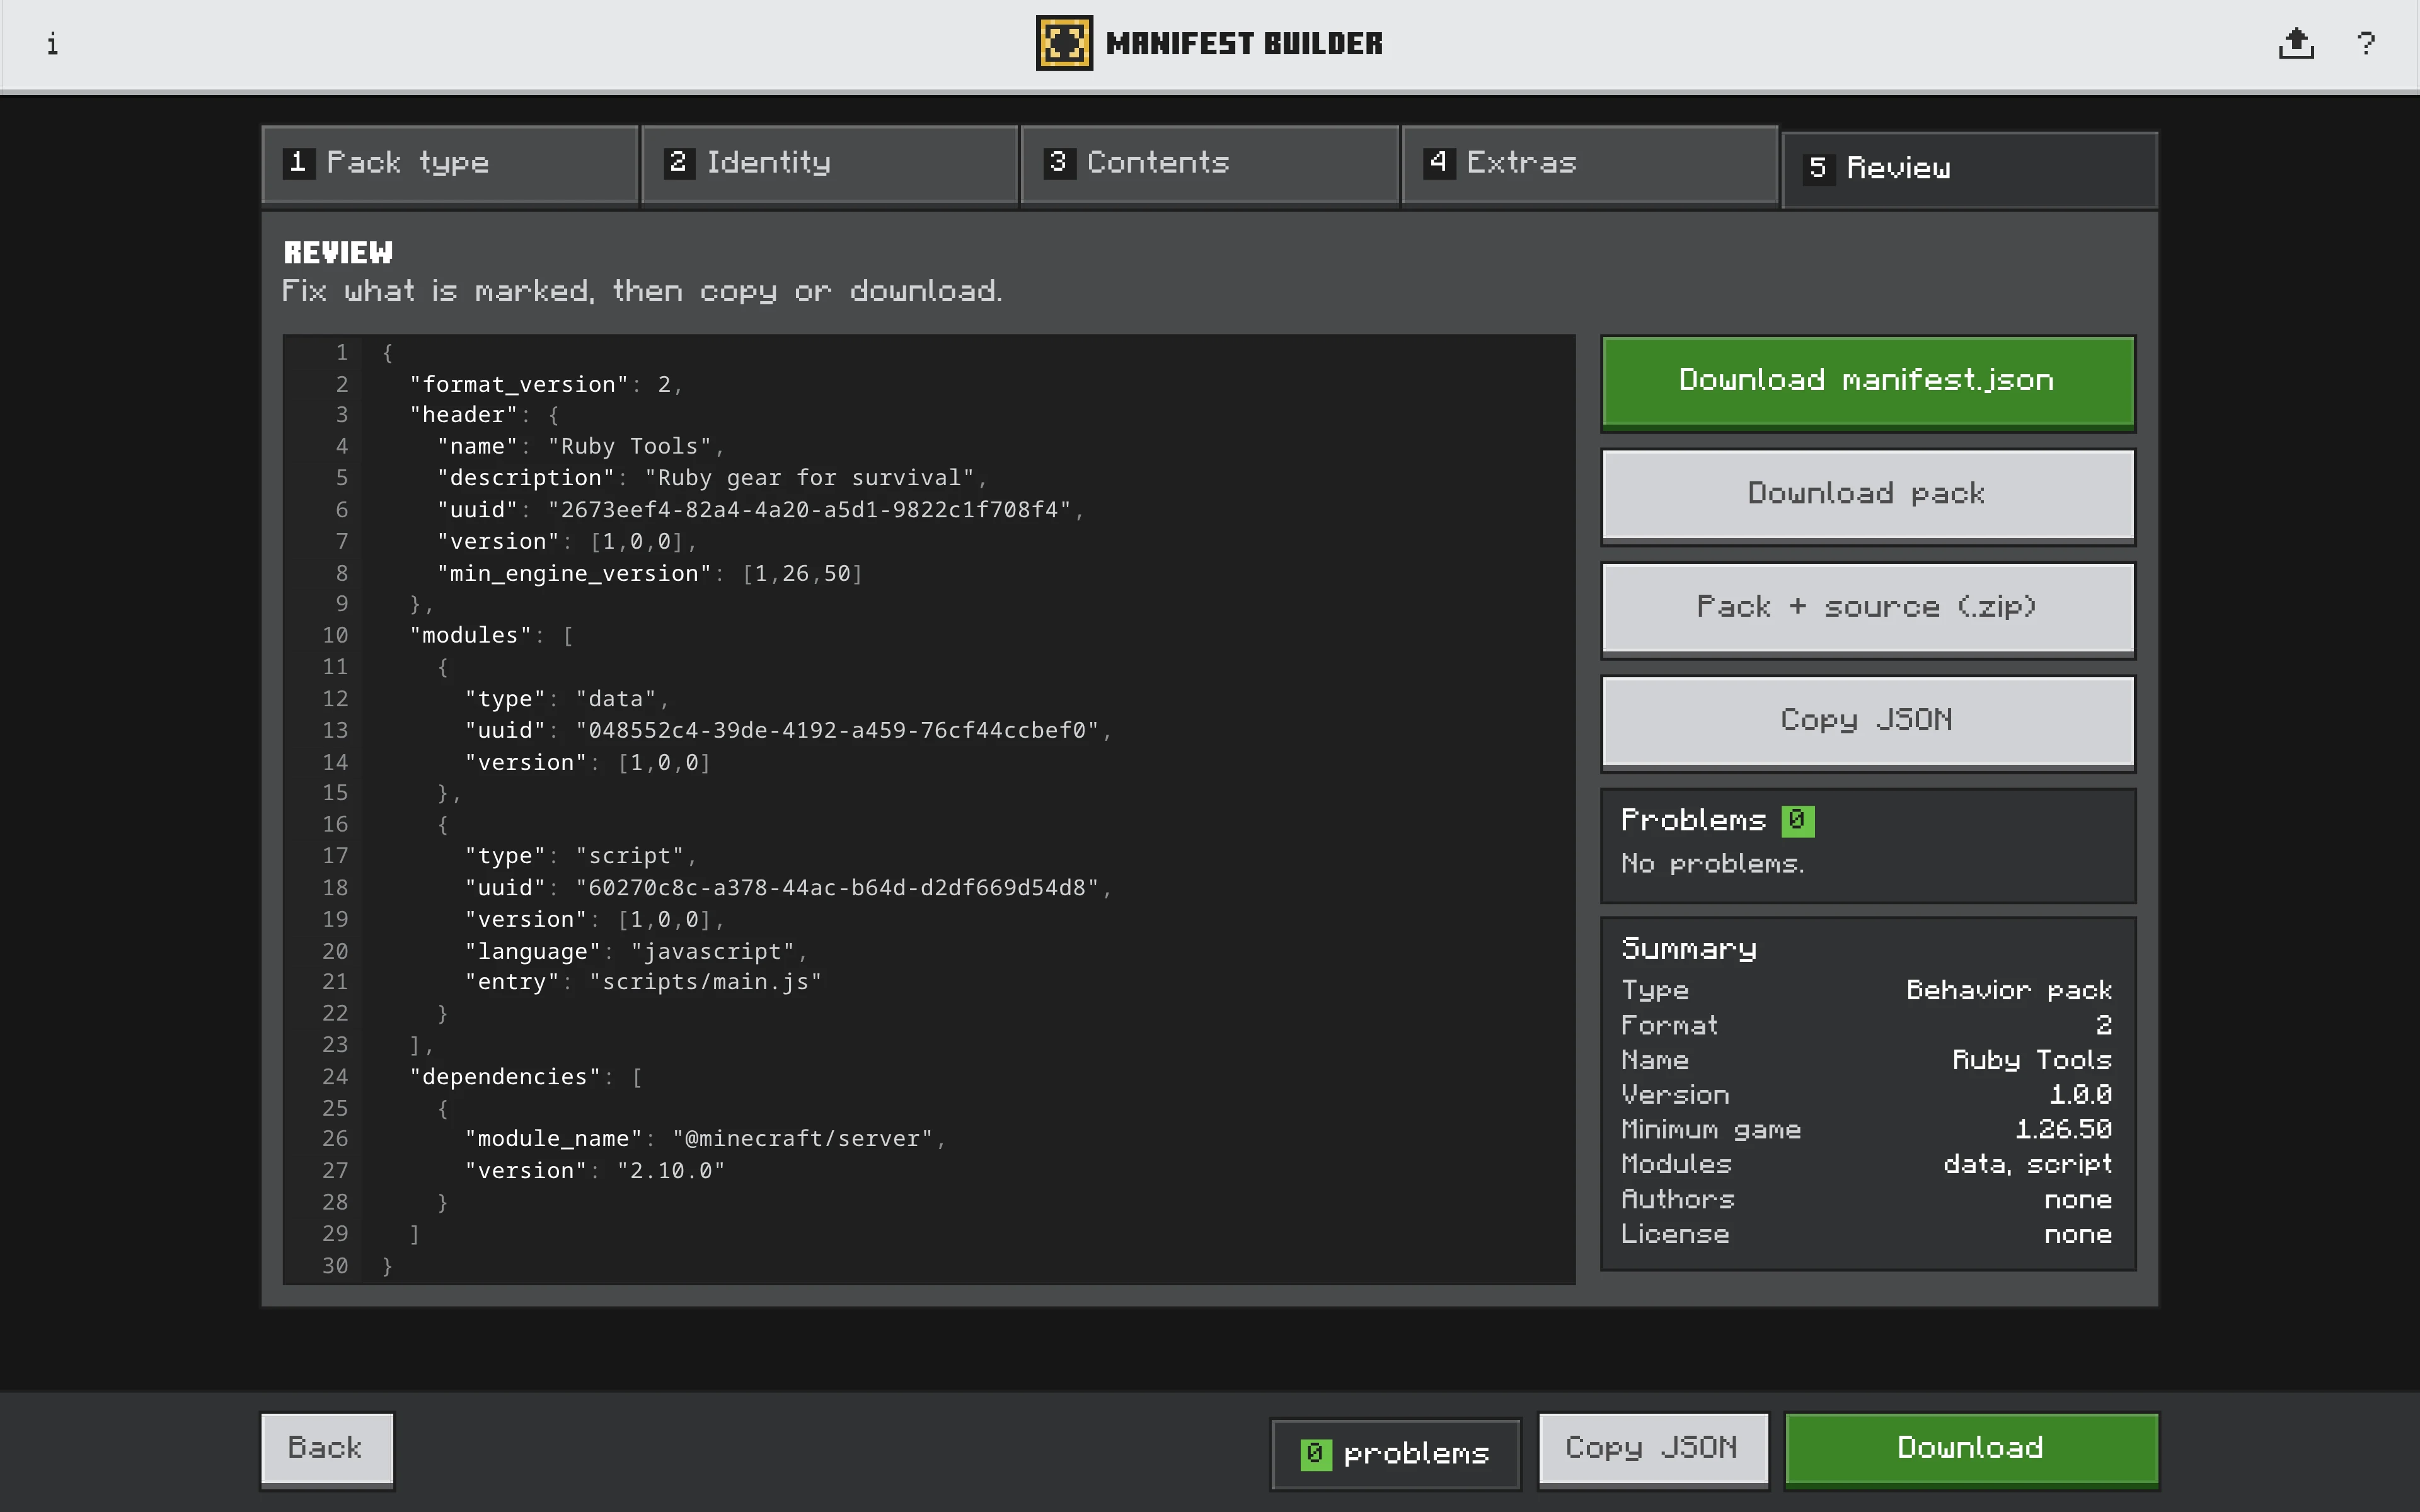 i
MANIFEST BUILDER
?
1 Pack type
2 Identity
3 Contents
4 Extras
5 Review
REVIEW
Fix what is marked, then copy or download.
1 {
2 "format_version": 2,
3 "header": {
4 "name": "Ruby Tools",
5 "description": "Ruby gear for survival",
6 "uuid": "2673eef4-82a4-4a20-a5d1-9822c1f708f4",
7 "version": [1,0,0],
8 "min_engine_version": [1,26,50]
9 },
10 "modules": [
11 {
12 "type": "data",
13 "uuid": "048552c4-39de-4192-a459-76cf44ccbef0",
14 "version": [1,0,0]
15 },
16 {
17 "type": "script",
18 "uuid": "60270c8c-a378-44ac-b64d-d2df669d54d8",
19 "version": [1,0,0],
20 "language": "javascript",
21 "entry": "scripts/main.js"
22 }
23 ],
24 "dependencies": [
25 {
26 "module_name": "@minecraft/server",
27 "version": "2.10.0"
28 }
29 ]
30 }
Download manifest.json
Download pack
Pack + source (.zip)
Copy JSON
Problems 0
No problems.
Summary
Type Behavior pack
Format 2
Name Ruby Tools
Version 1.0.0
Minimum game 1.26.50
Modules data, script
Authors none
License none
Back
0 problems
Copy JSON
Download